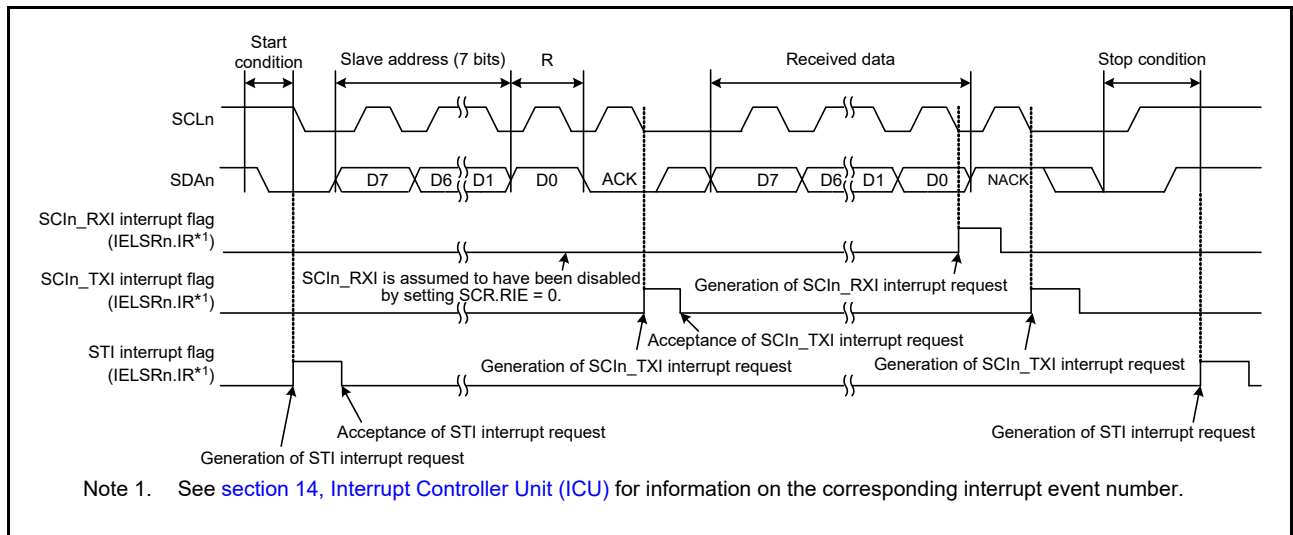 Start
condition
Slave address (7 bits)
R
Received data
Stop condition
SCLn
SDAn
D7
D6
D1
D0
ACK
D7
D6
D1
D0
NACK
SCIn_RXI interrupt flag
(IELSRn.IR*1)
SCIn_RXI is assumed to have been disabled
by setting SCR.RIE = 0.
Generation of SCIn_RXI interrupt request
SCIn_TXI interrupt flag
(IELSRn.IR*1)
Acceptance of SCIn_TXI interrupt request
Generation of SCIn_TXI interrupt request
Generation of SCIn_TXI interrupt request
STI interrupt flag
(IELSRn.IR*1)
Acceptance of STI interrupt request
Generation of STI interrupt request
Generation of STI interrupt request
Note 1. See section 14, Interrupt Controller Unit (ICU) for information on the corresponding interrupt event number.